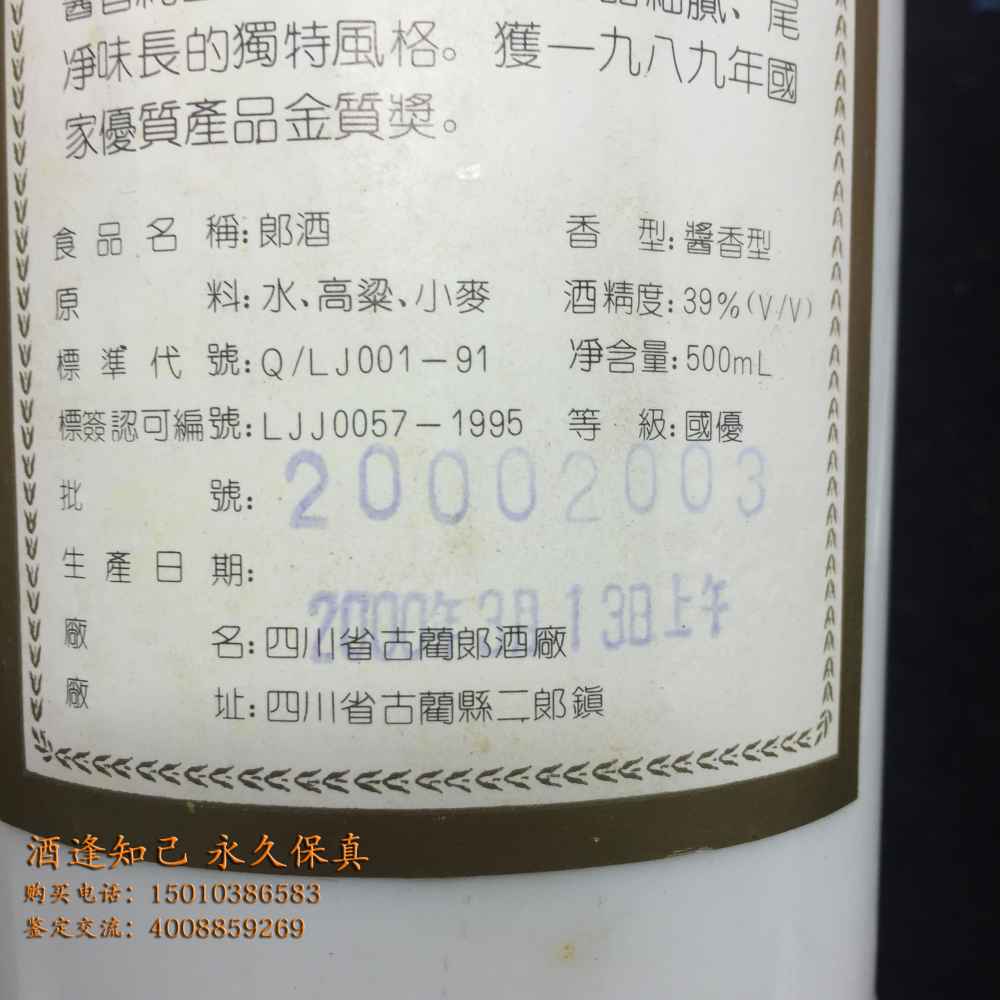 細膩、尾
淨味長的獨特風格。獲一九八九年國
家優質產品金質獎。
食品名稱:郎酒 香型:醬香型
原料:水、高粱、小麥 酒精度:39%(V/V)
標準代號:Q/LJ001-91 淨含量:500mL
標簽認可編號:LJJ0057-1995 等級:國優
批號:20002003
生產日期:
2000年3月13日上午
廠名:四川省古藺郎酒廠
廠址:四川省古藺縣二郎鎮
酒逢知己 永久保真
购买电话:15010386583
鉴定交流:4008859269